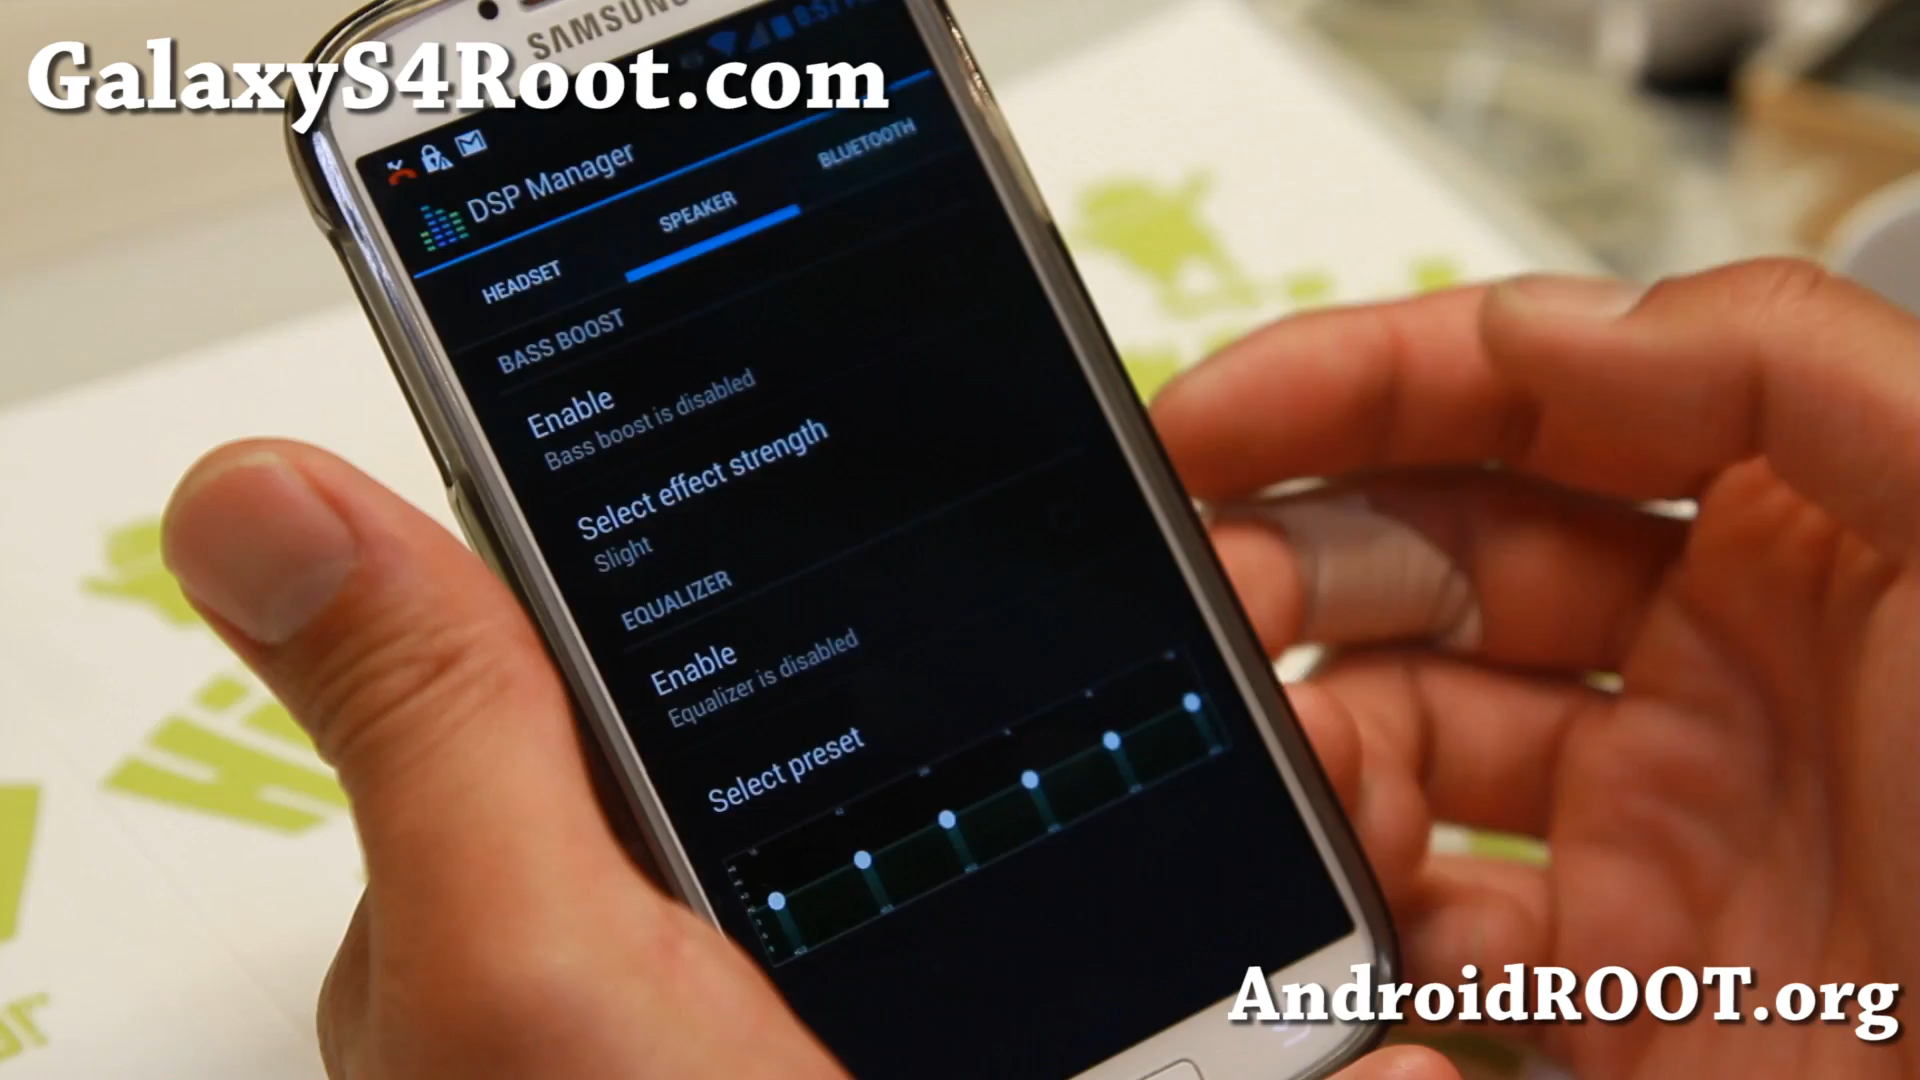 GalaxyS4Root.com
SAMSUNG
DSP Manager
HEADSET
SPEAKER
BLUETOOTH
BASS BOOST
Enable
Bass boost is disabled
Select effect strength
Slight
EQUALIZER
Enable
Equalizer is disabled
Select preset
AndroidROOT.org